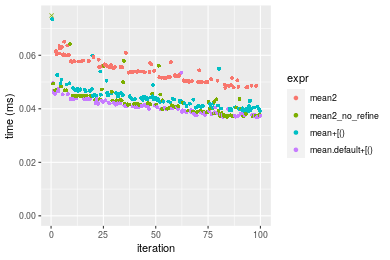 time (ms)
0.06
0.04
0.02
0.00
0
25
50
75
100
iteration
expr
mean2
mean2_no_refine
mean+[()
mean.default+[()